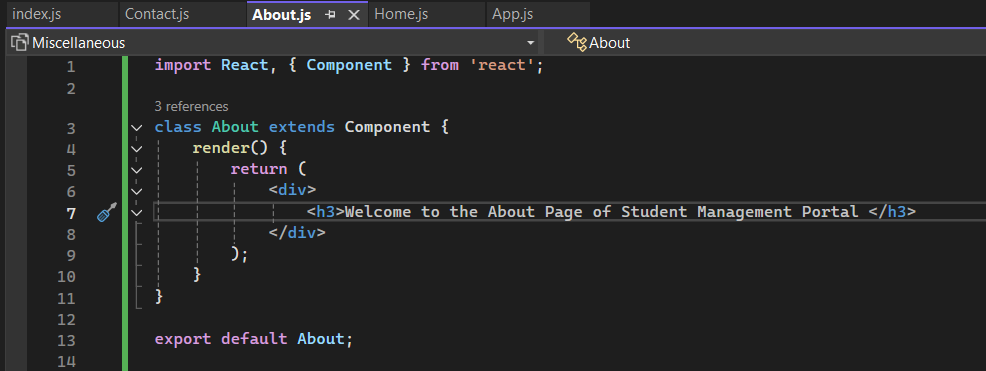 index.js Contact.js About.js Home.js App.js
Miscellaneous About
1 import React, { Component } from 'react';
2
3 references
3 class About extends Component {
4 render() {
5 return (
6 <div>
7 <h3>Welcome to the About Page of Student Management Portal </h3>
8 </div>
9 );
10 }
11 }
12
13 export default About;
14